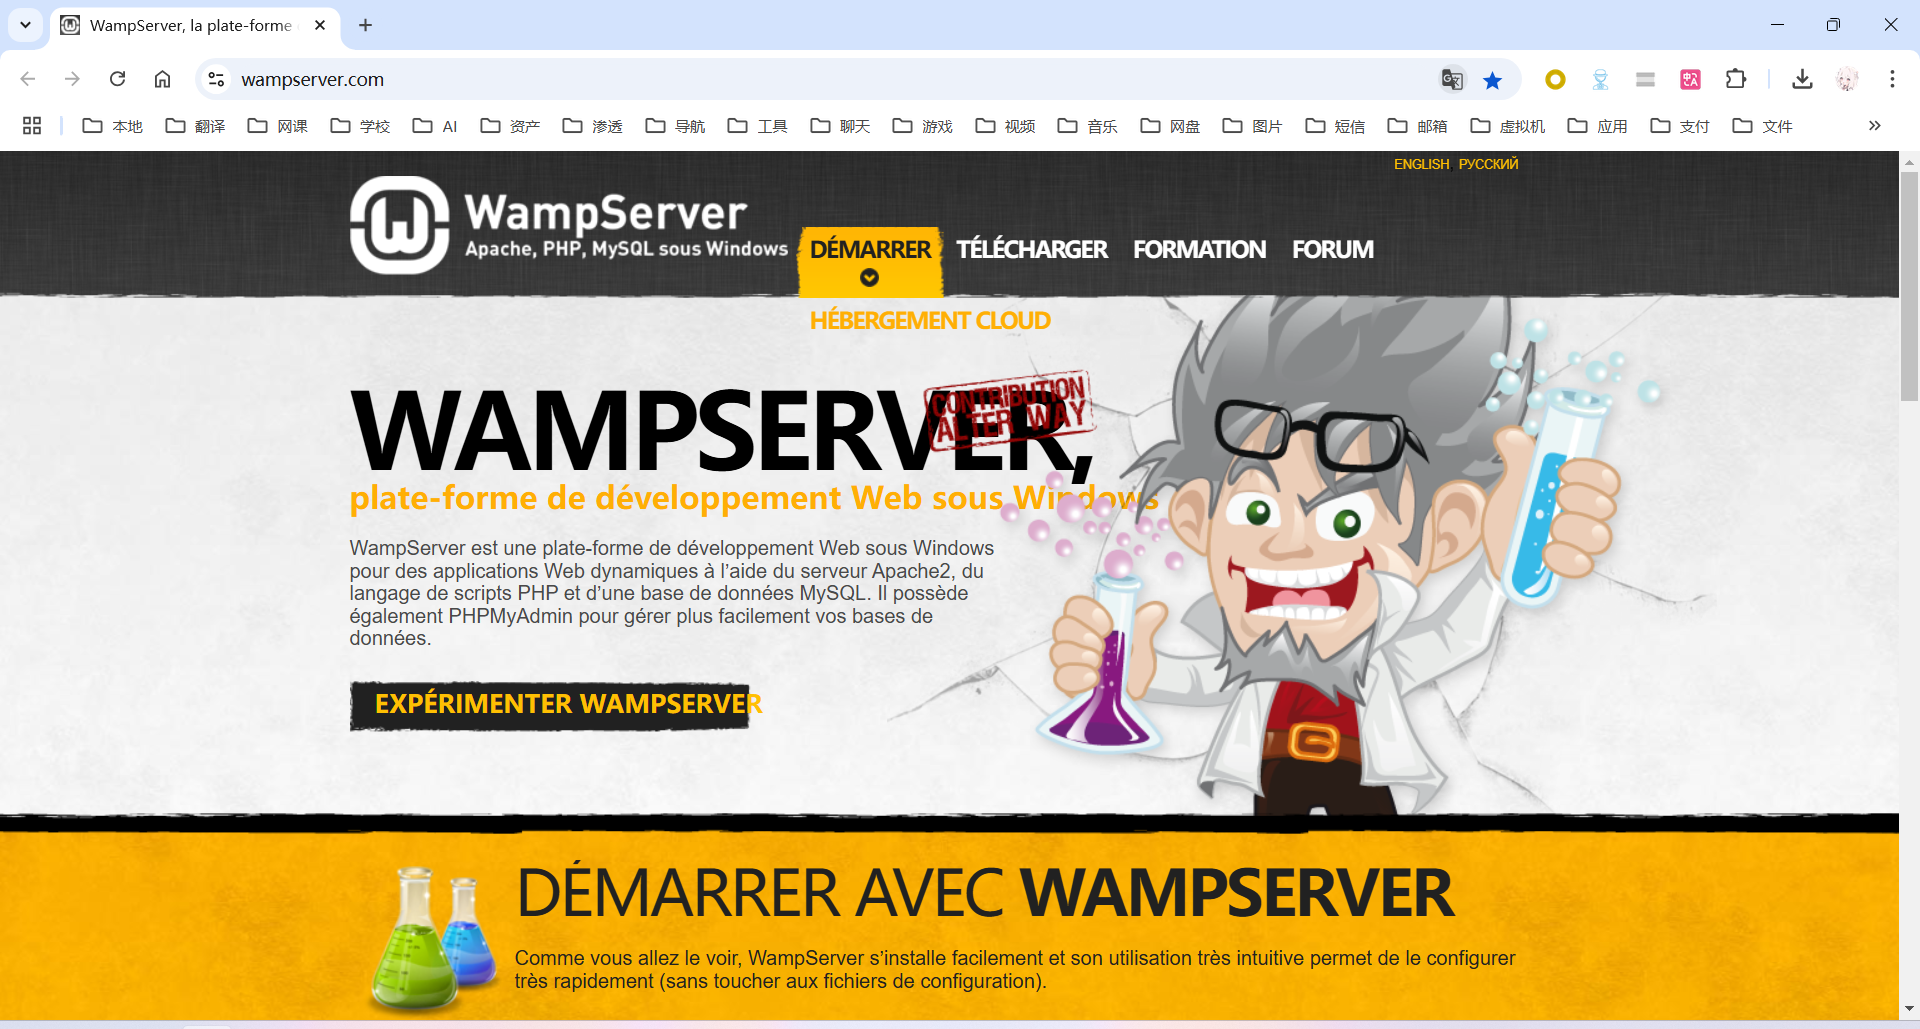 WampServer, la plate-forme
wampserver.com
本地 翻译 网课 学校 AI 资产 渗透 导航 工具 聊天 游戏 视频 音乐 网盘 图片 短信 邮箱 虚拟机 应用 支付 文件
ENGLISH РУССКИЙ
WampServer
Apache, PHP, MySQL sous Windows
DÉMARRER TÉLÉCHARGER FORMATION FORUM
HÉBERGEMENT CLOUD
WAMPSERVER,
CONTRIBUTION
ALTER WAY
plate-forme de développement Web sous Windows
WampServer est une plate-forme de développement Web sous Windows
pour des applications Web dynamiques à l’aide du serveur Apache2, du
langage de scripts PHP et d’une base de données MySQL. Il possède
également PHPMyAdmin pour gérer plus facilement vos bases de
données.
EXPÉRIMENTER WAMPSERVER
DÉMARRER AVEC WAMPSERVER
Comme vous allez le voir, WampServer s’installe facilement et son utilisation très intuitive permet de le configurer
très rapidement (sans toucher aux fichiers de configuration).